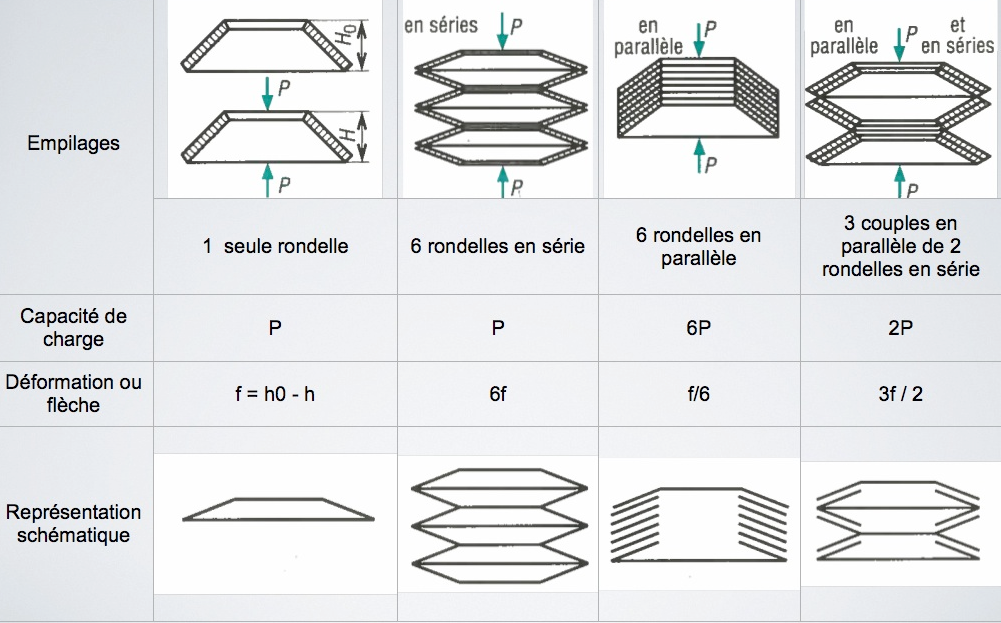 Empilages
H0
P
H
P
en séries
P
P
en
parallèle
P
P
en
parallèle
P
et
en séries
P
1 seule rondelle
6 rondelles en série
6 rondelles en
parallèle
3 couples en
parallèle de 2
rondelles en série
Capacité de
charge
P
P
6P
2P
Déformation ou
flèche
f = h0 - h
6f
f/6
3f / 2
Représentation
schématique